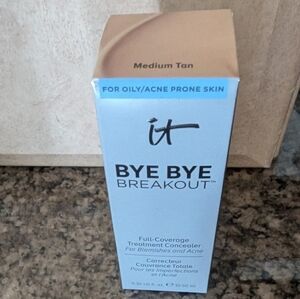 Medium Tan
FOR OILY/ACNE PRONE SKIN
it
BYE BYE
BREAKOUT™
Full-Coverage
Treatment Concealer
For Blemishes and Acne
Correcteur
Couvrance Totale
Pour les Imperfections
et l'Acné